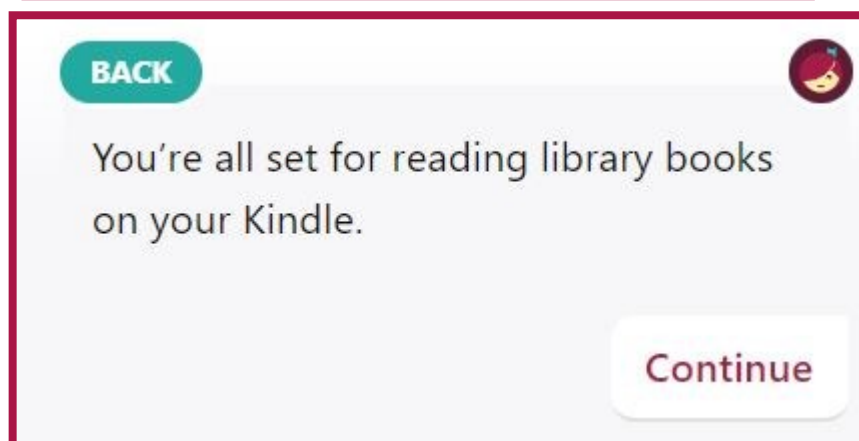 BACK
You’re all set for reading library books
on your Kindle.
Continue